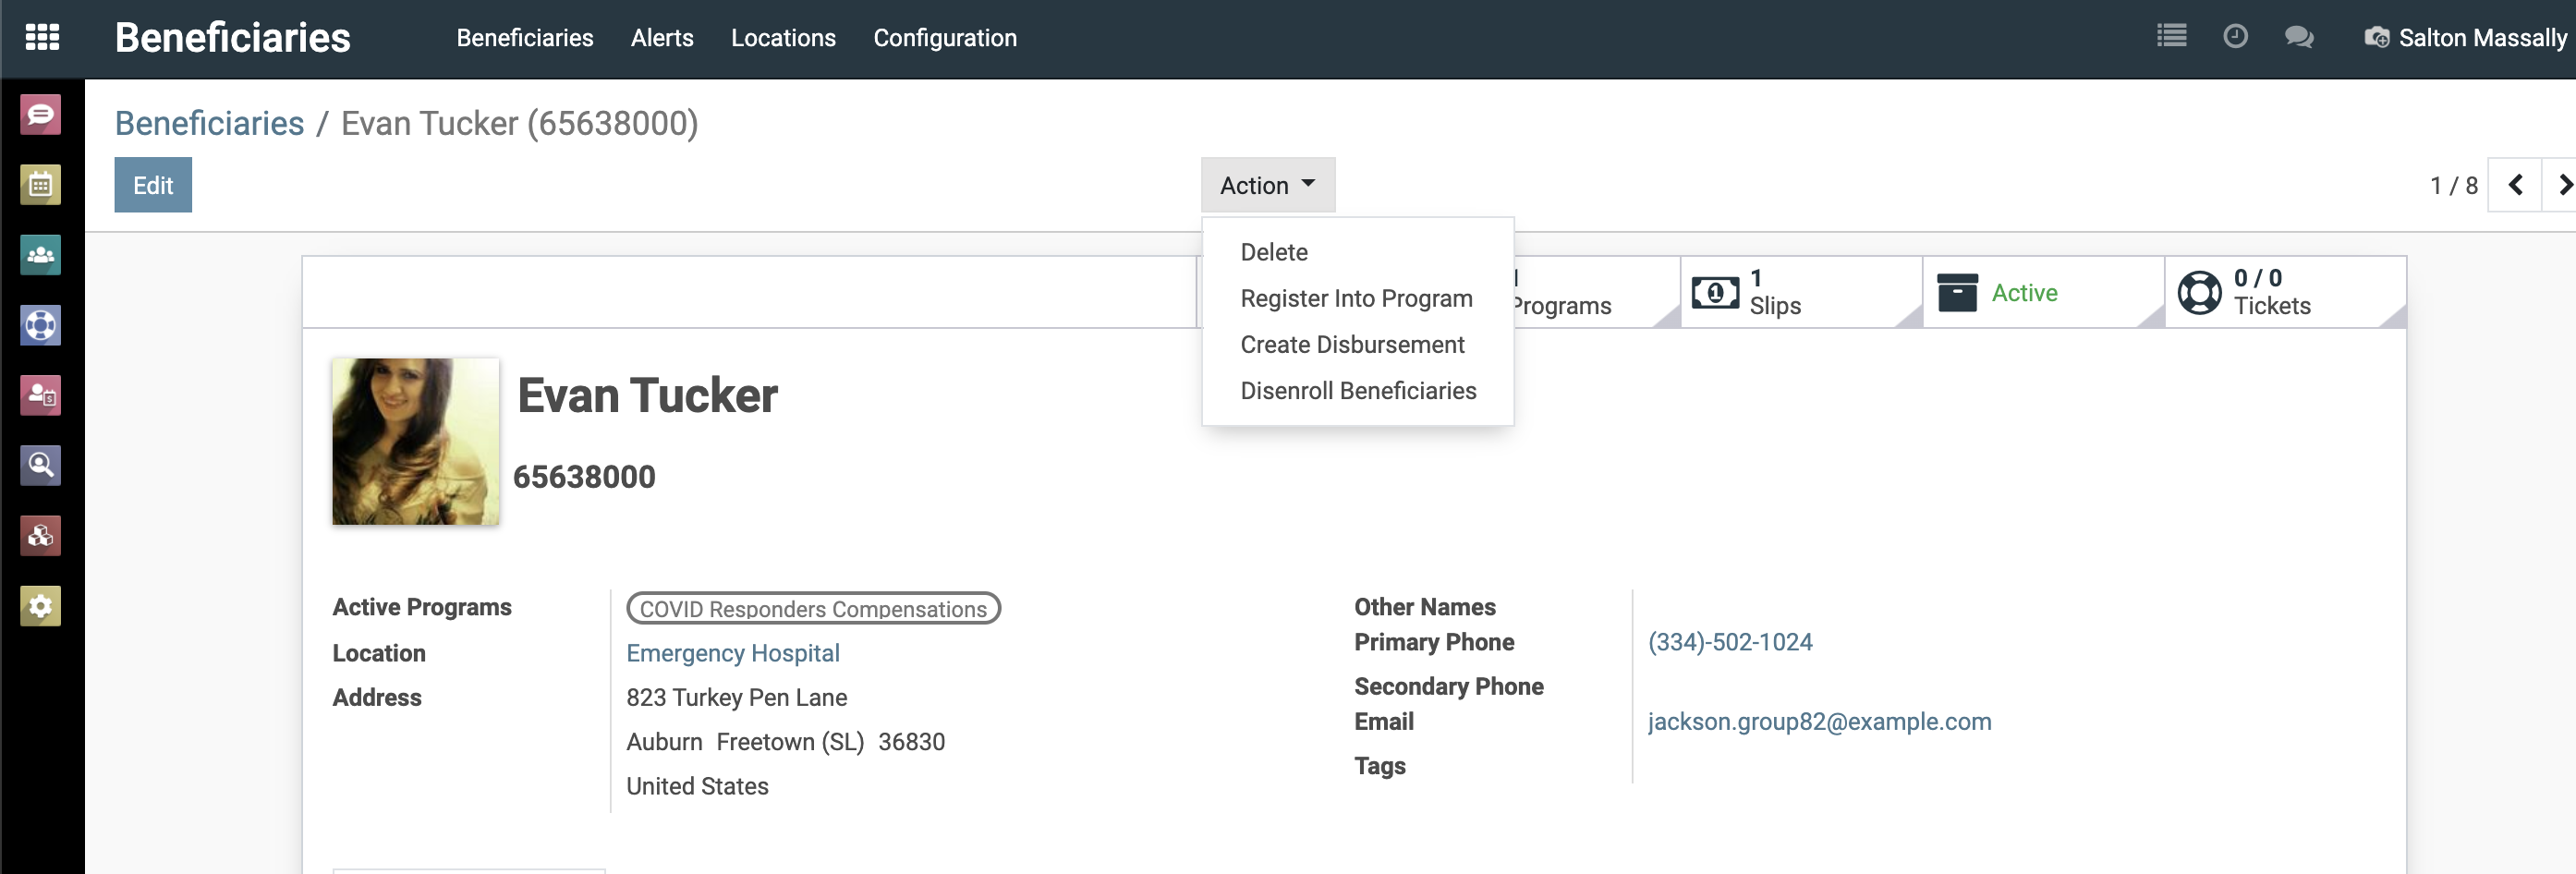 Beneficiaries
Beneficiaries Alerts Locations Configuration
Salton Massally
Beneficiaries / Evan Tucker (65638000)
Edit
Action
1 / 8
Delete
Register Into Program
Create Disbursement
Disenroll Beneficiaries
Programs
1
Slips
Active
0 / 0
Tickets
Evan Tucker
65638000
Active Programs COVID Responders Compensations
Location Emergency Hospital
Address 823 Turkey Pen Lane
Auburn Freetown (SL) 36830
United States
Other Names
Primary Phone (334)-502-1024
Secondary Phone
Email jackson.group82@example.com
Tags